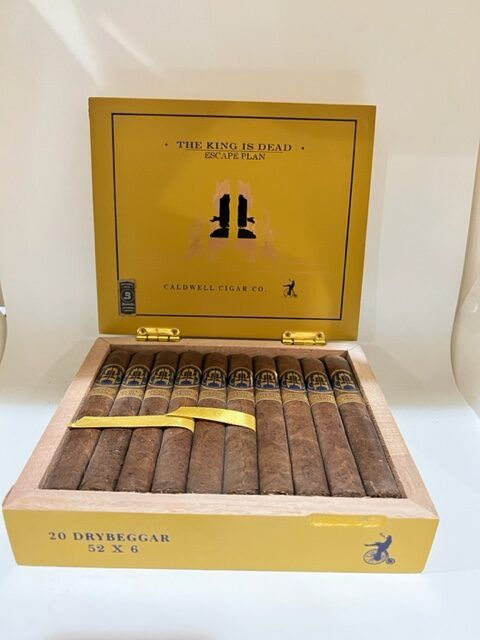 · THE KING IS DEAD ·
ESCAPE PLAN
CALDWELL CIGAR CO.
20 DRYBEGGAR
52 X 6